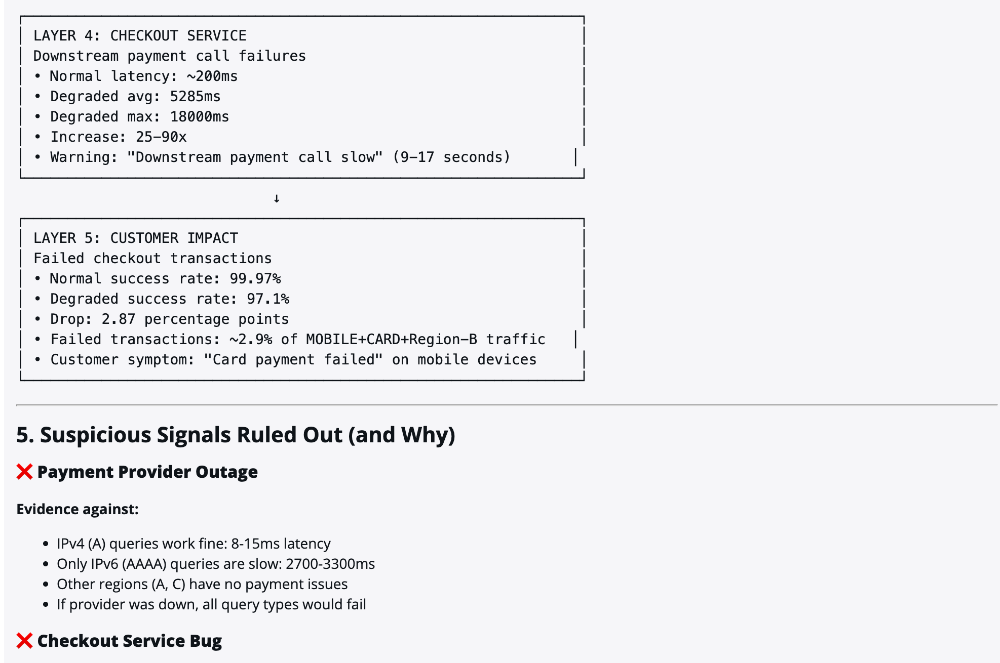 LAYER 4: CHECKOUT SERVICE
Downstream payment call failures
• Normal latency: ~200ms
• Degraded avg: 5285ms
• Degraded max: 18000ms
• Increase: 25–90x
• Warning: "Downstream payment call slow" (9–17 seconds)
↓
LAYER 5: CUSTOMER IMPACT
Failed checkout transactions
• Normal success rate: 99.97%
• Degraded success rate: 97.1%
• Drop: 2.87 percentage points
• Failed transactions: ~2.9% of MOBILE+CARD+Region–B traffic
• Customer symptom: "Card payment failed" on mobile devices
5. Suspicious Signals Ruled Out (and Why)
❌ Payment Provider Outage
Evidence against:
• IPv4 (A) queries work fine: 8-15ms latency
• Only IPv6 (AAAA) queries are slow: 2700-3300ms
• Other regions (A, C) have no payment issues
• If provider was down, all query types would fail
❌ Checkout Service Bug